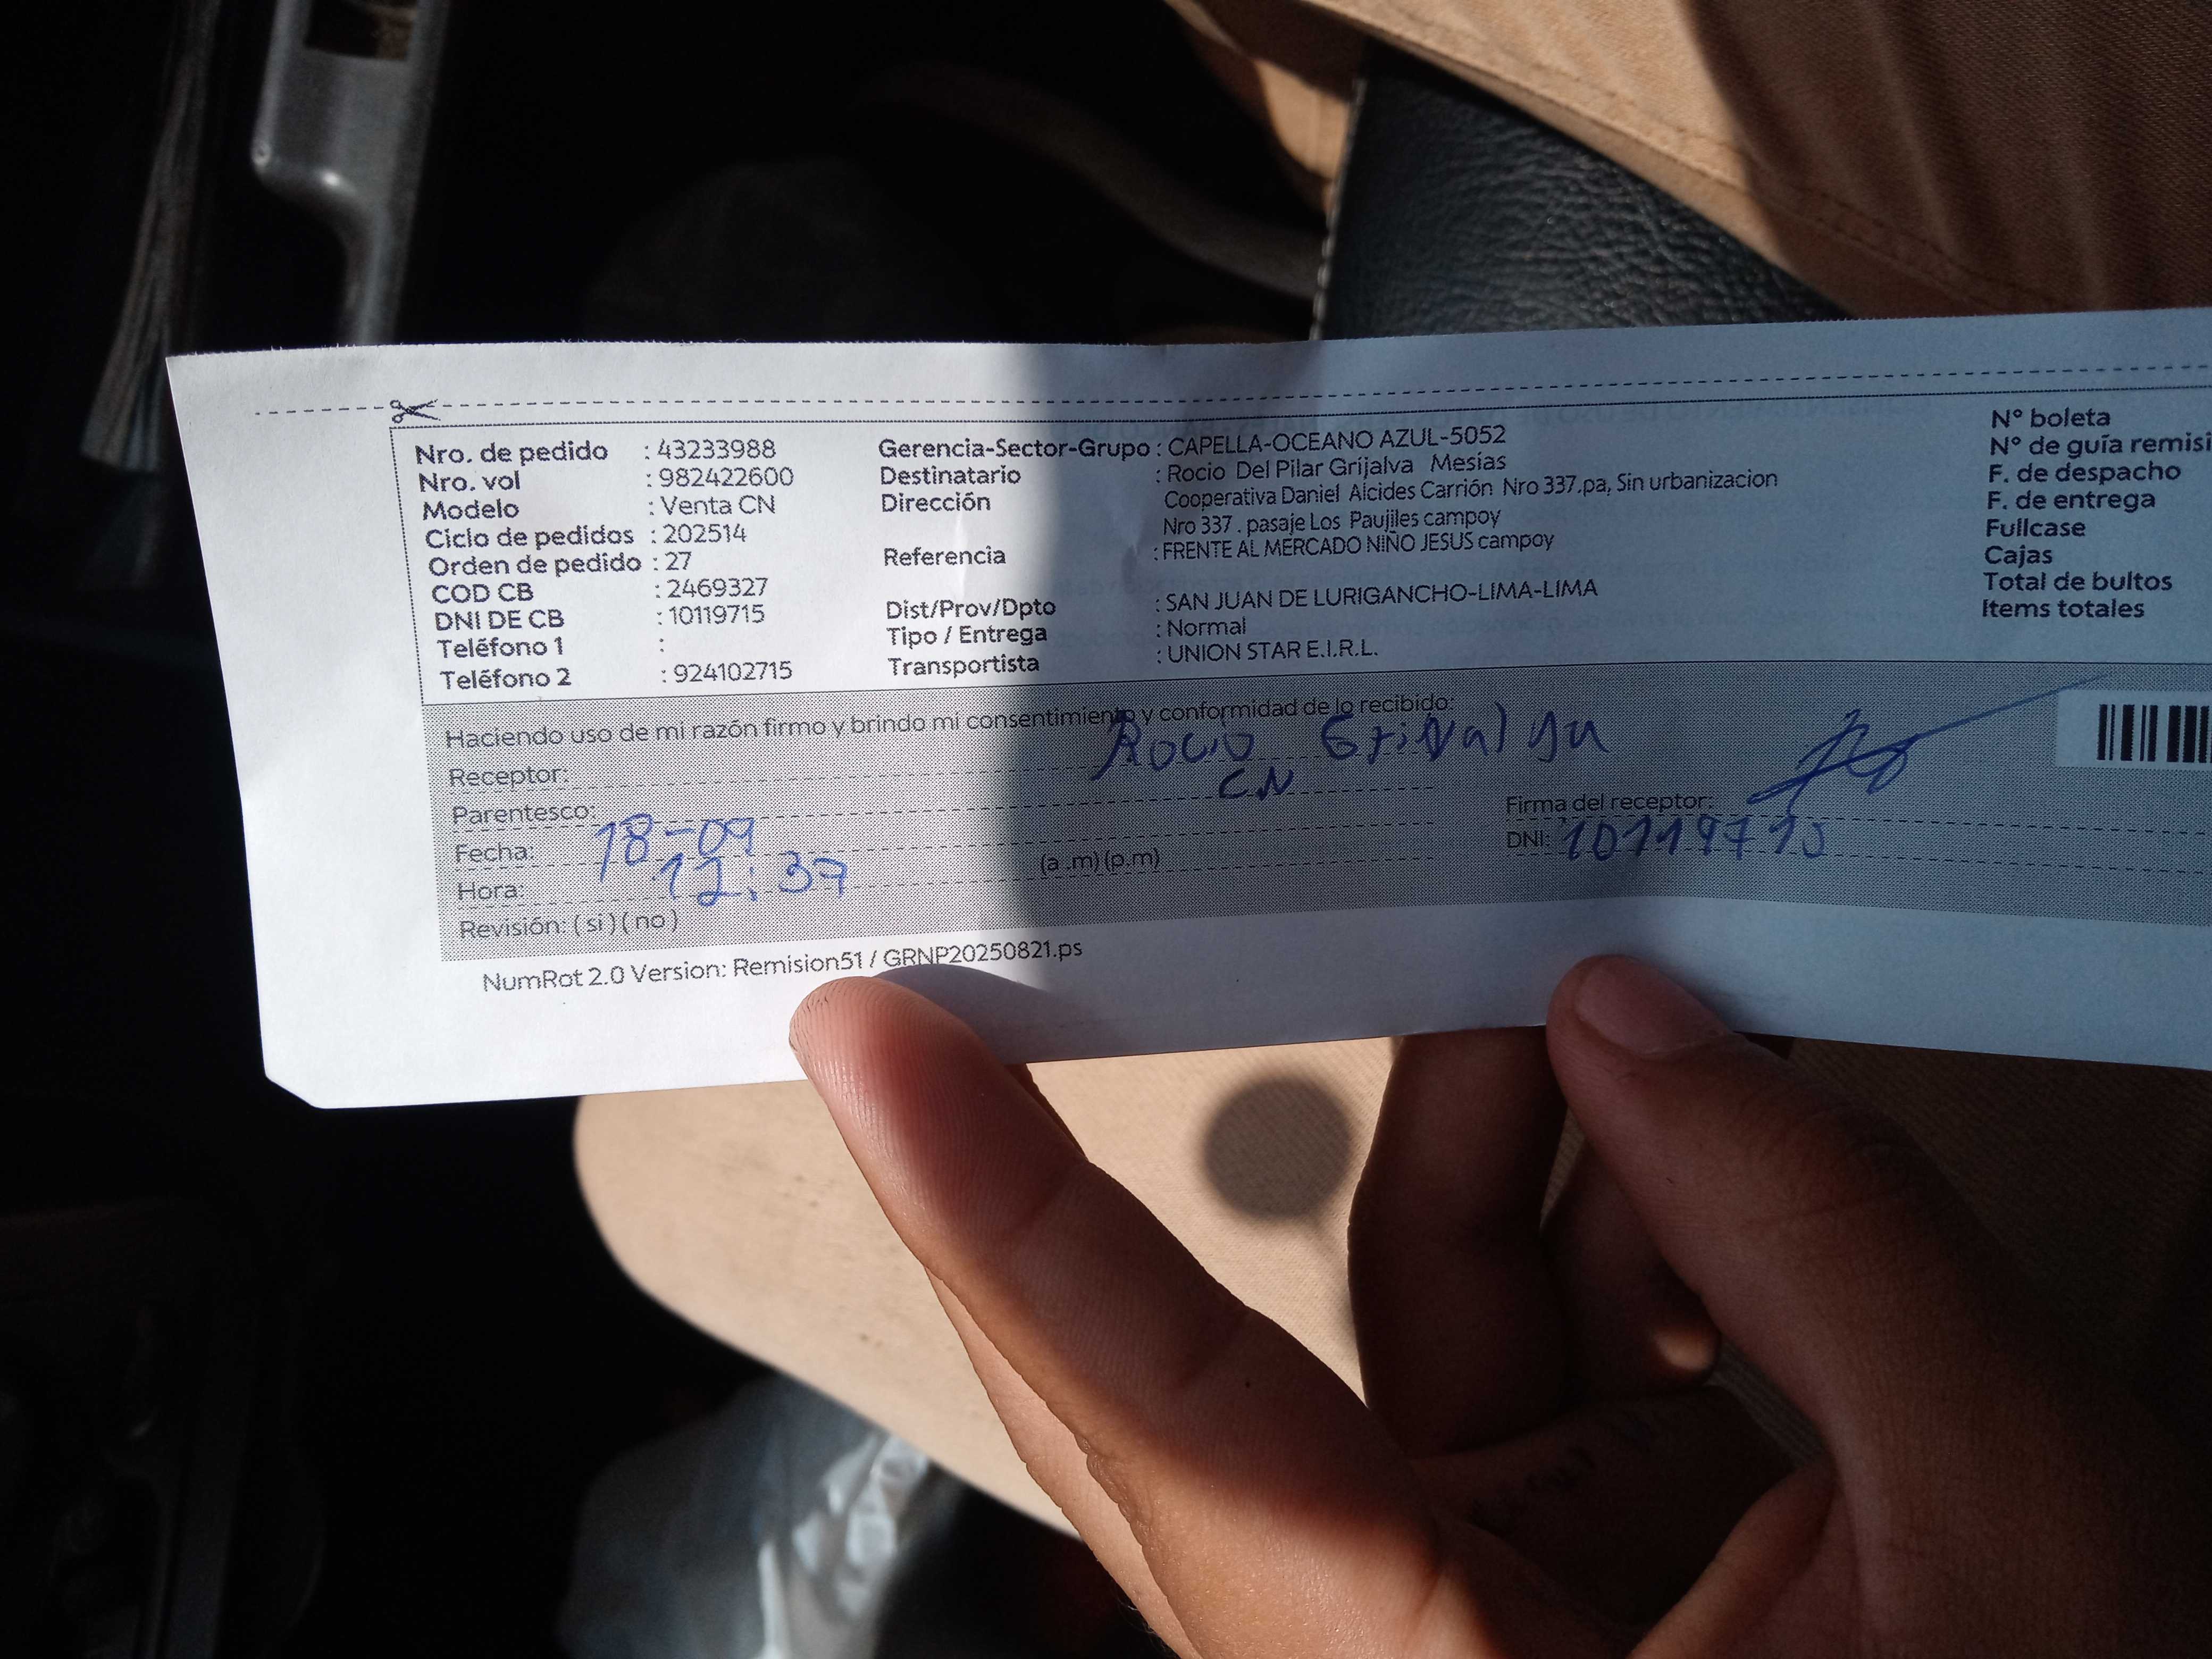 Nro. de pedido : 43233988
Nro. vol : 982422600
Modelo : Venta CN
Ciclo de pedidos : 202514
Orden de pedido : 27
COD CB : 2469327
DNI DE CB : 10119715
Teléfono 1 :
Teléfono 2 : 924102715
Gerencia-Sector-Grupo : CAPELLA-OCEANO AZUL-5052
Destinatario : Rocio Del Pilar Grijalva Mesias
Dirección Cooperativa Daniel Alcides Carrión Nro 337.pa, Sin urbanizacion
Nro 337 . pasaje Los Paujiles campoy
Referencia : FRENTE AL MERCADO NIÑO JESUS campoy
Dist/Prov/Dpto : SAN JUAN DE LURIGANCHO-LIMA-LIMA
Tipo / Entrega : Normal
Transportista : UNION STAR E.I.R.L.
N° boleta
N° de guía remisi
F. de despacho
F. de entrega
Fullcase
Cajas
Total de bultos
Items totales
Haciendo uso de mi razón firmo y brindo mi consentimiento y conformidad de lo recibido:
Receptor: Rocio
Parentesco: CN
Fecha: 18-09
Hora: 12:37 (a .m) (p.m)
Revisión: ( si ) ( no )
Firma del receptor:
DNI: 10119715
NumRot 2.0 Version: Remision51 / GRNP20250821.ps